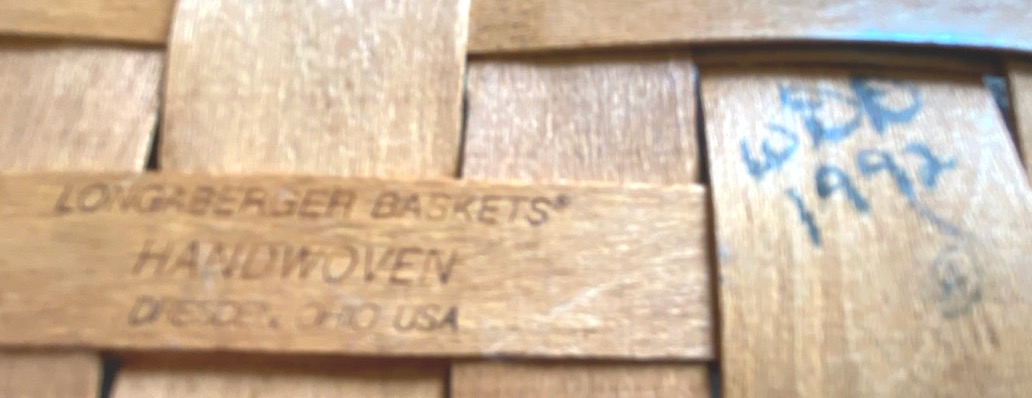 LONGABERGER BASKETS®
HANDWOVEN
DRESDEN, OHIO USA
1992